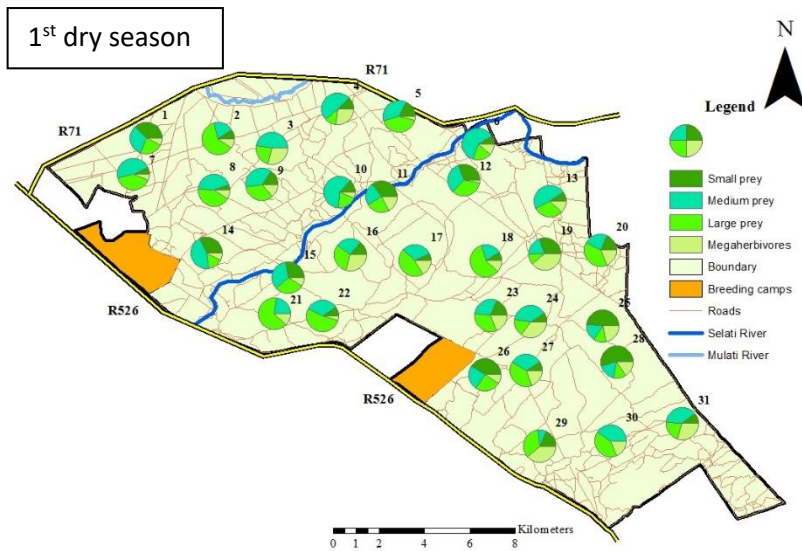 1st dry season
N
R71
R71
1
2
3
4
5
6
7
8
9
10
11
12
13
14
15
16
17
18
19
20
21
22
23
24
25
26
27
28
29
30
31
R526
R526
Legend
Small prey
Medium prey
Large prey
Megaherbivores
Boundary
Breeding camps
Roads
Selati River
Mulati River
Kilometers
0 1 2 4 6 8